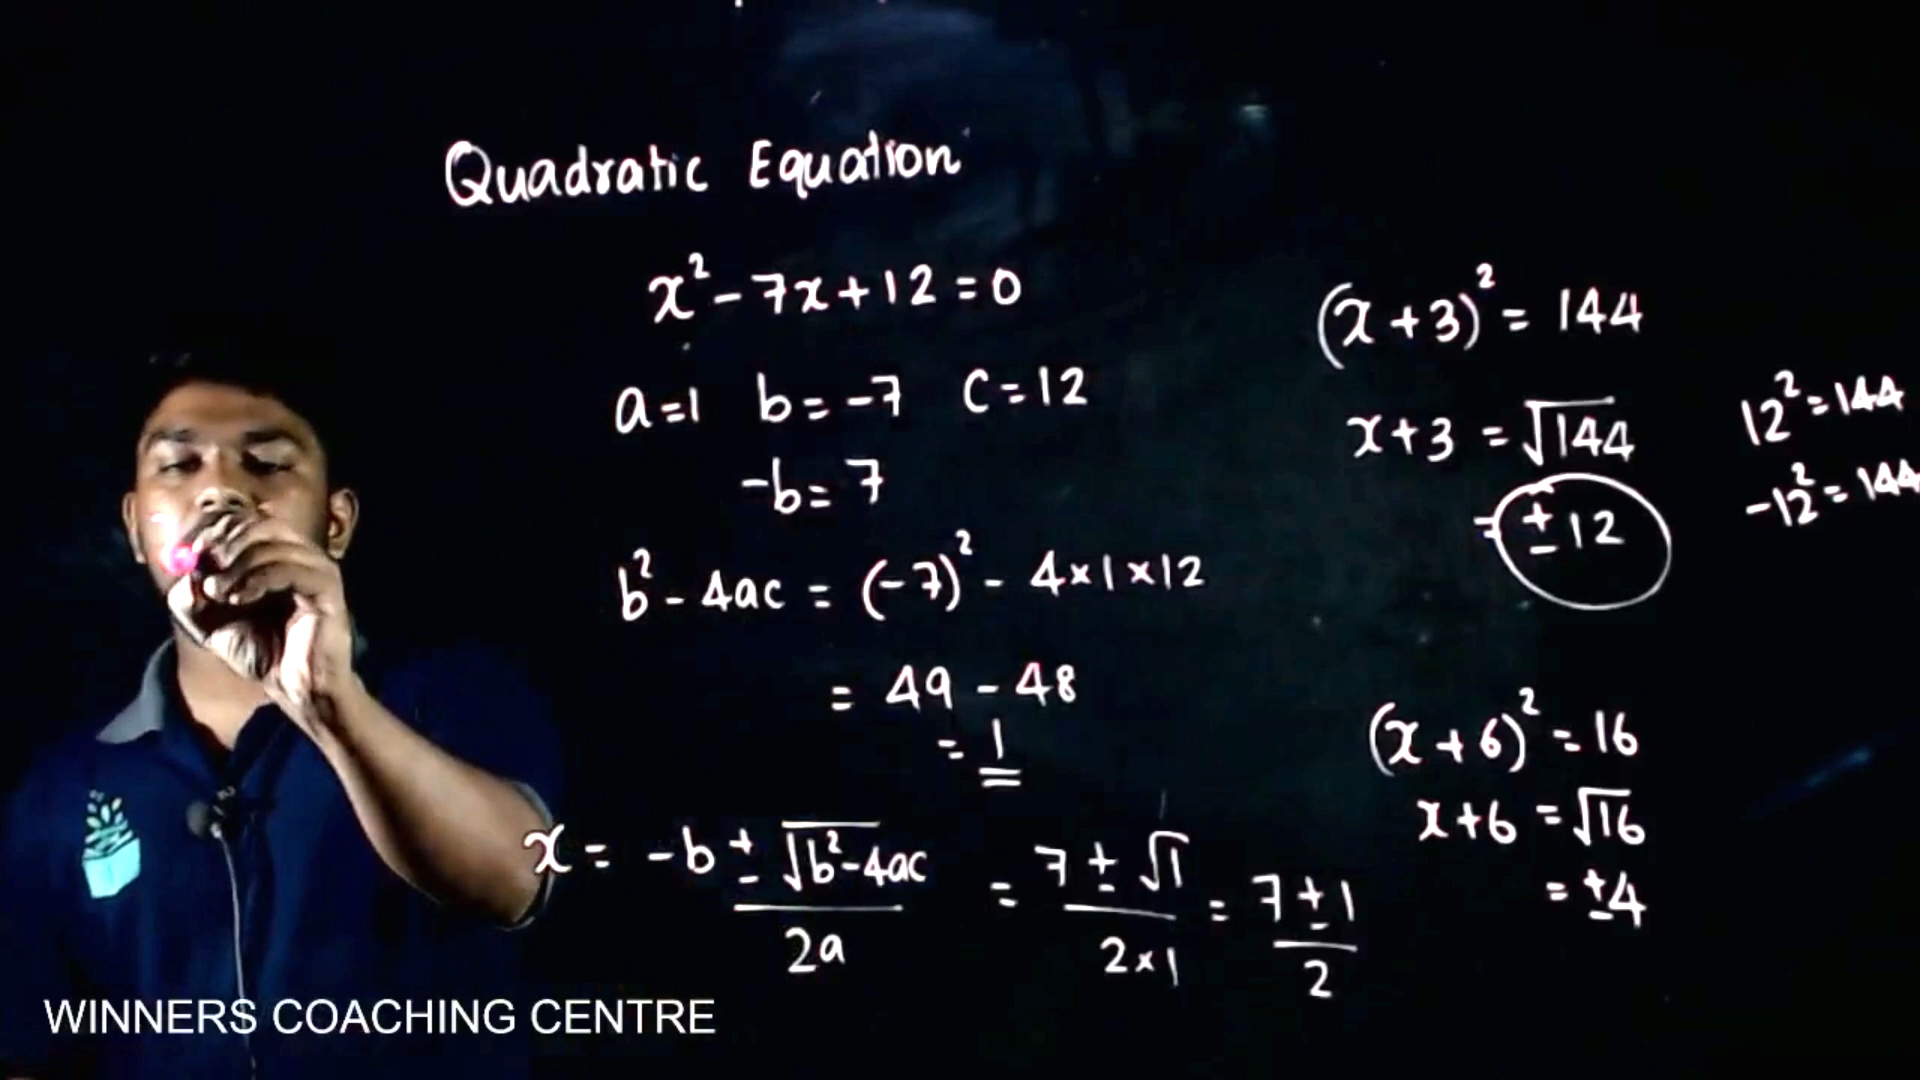 Quadratic Equation
x² - 7x + 12 = 0
a = 1 b = -7 c = 12
-b = 7
b² - 4ac = (-7)² - 4 × 1 × 12
= 49 - 48
= 1
x = -b ± √b² - 4ac / 2a = 7 ± √1 / 2 × 1 = 7 ± 1 / 2
(x + 3)² = 144
x + 3 = √144
= ± 12
12² = 144
-12² = 144
(x + 6)² = 16
x + 6 = √16
= ± 4
WINNERS COACHING CENTRE